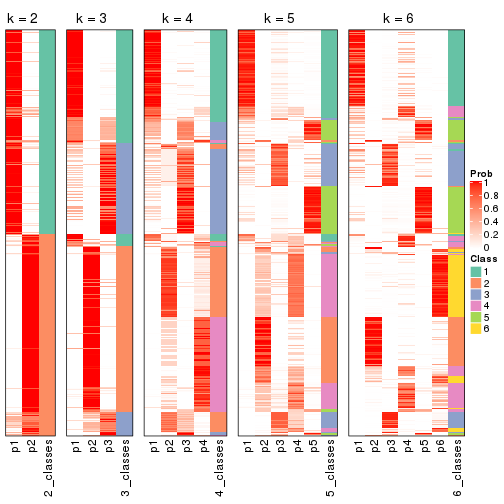 k = 2
k = 3
k = 4
k = 5
k = 6
p1
p2
2_classes
p1
p2
p3
3_classes
p1
p2
p3
p4
4_classes
p1
p2
p3
p4
p5
5_classes
p1
p2
p3
p4
p5
p6
6_classes
Prob
1
0.8
0.6
0.4
0.2
0
Class
1
2
3
4
5
6